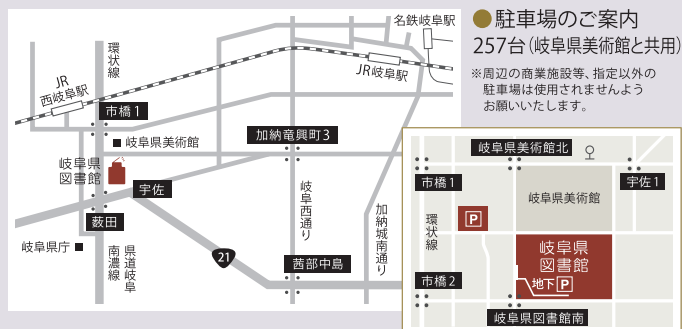 名鉄岐阜駅
環状線
JR
西岐阜駅
JR岐阜駅
市橋1
岐阜県美術館
加納竜興町3
岐阜県
図書館
宇佐
薮田
岐阜県庁
県道岐阜
南濃線
21
岐阜西通り
茜部中島
加納城南通り
●駐車場のご案内
257台(岐阜県美術館と共用)
※周辺の商業施設等、指定以外の
駐車場は使用されませんよう
お願いいたします。
岐阜県美術館北
市橋1
宇佐1
岐阜県美術館
P
環状線
岐阜県
図書館
地下P
市橋2
岐阜県図書館南